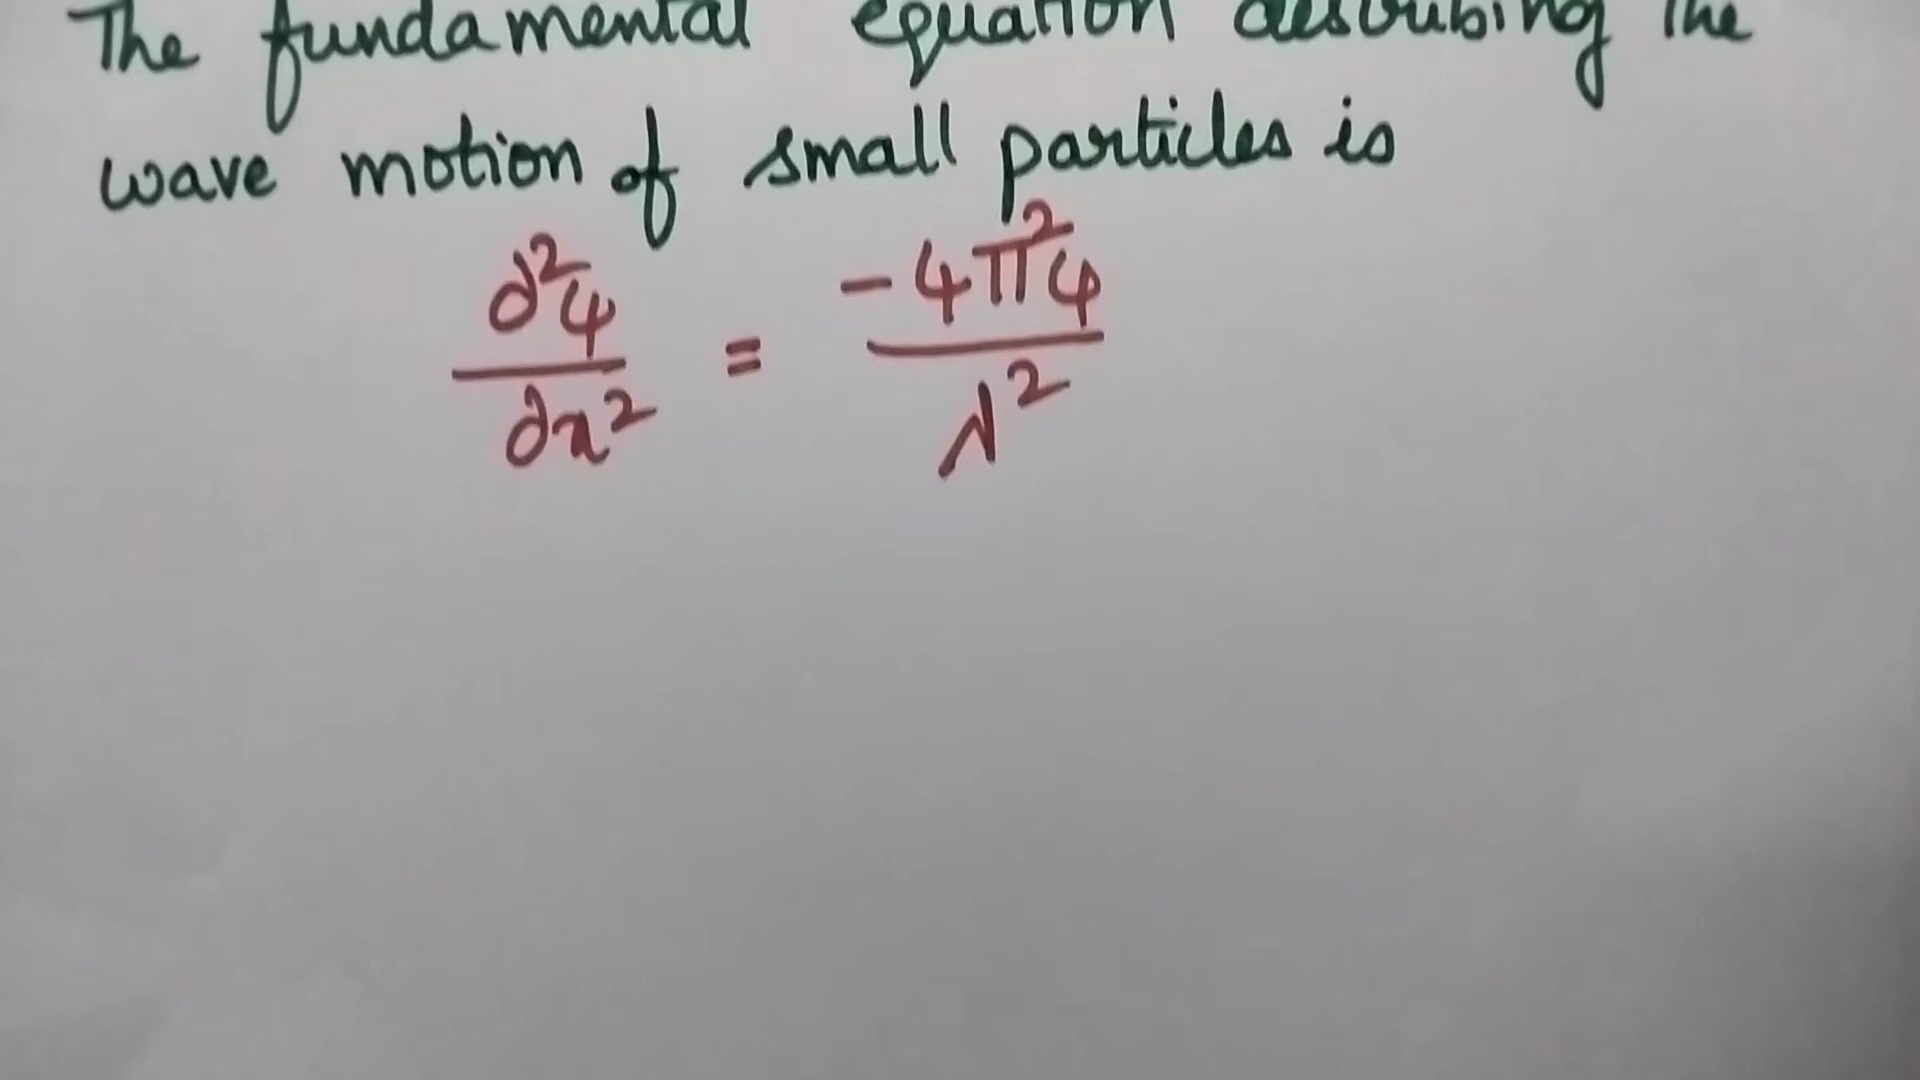 The fundamental equation describing the
wave motion of small particles is
∂²ψ/∂x² = -4π²ψ/λ²